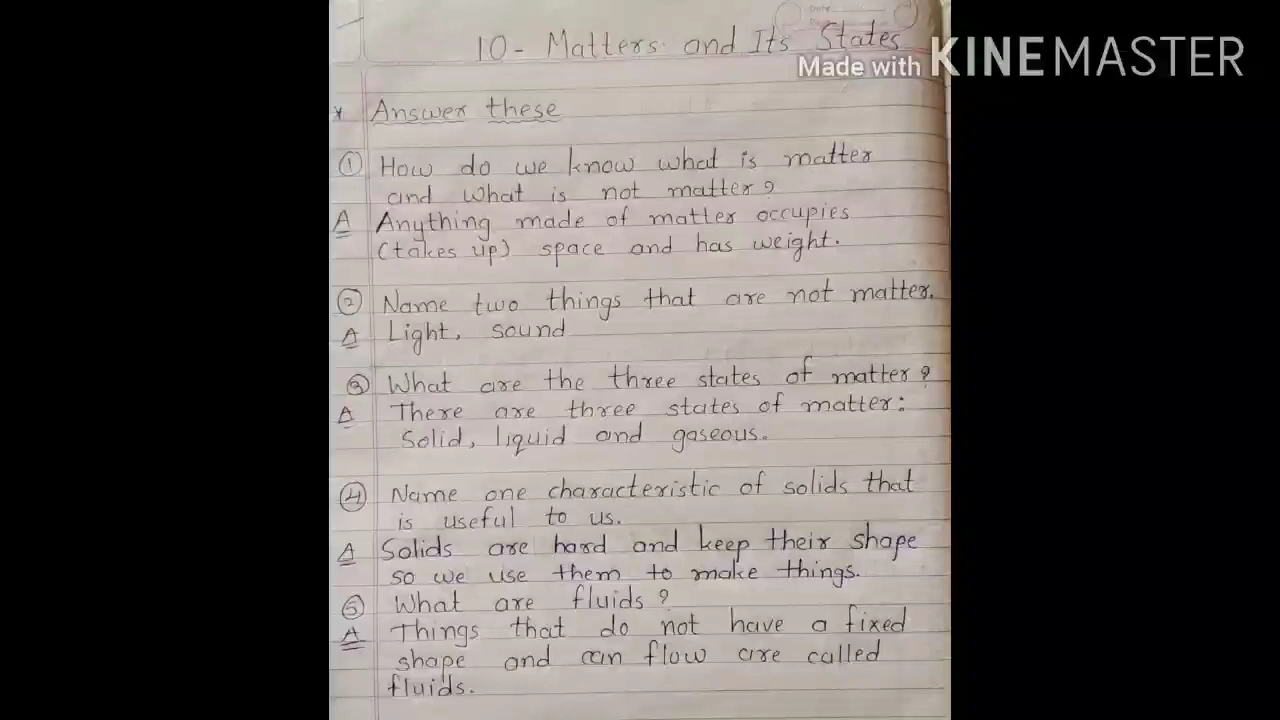 10- Matters and Its States
Made with KINEMASTER
* Answer these
① How do we know what is matter
and what is not matter?
A Anything made of matter occupies
(takes up) space and has weight.
② Name two things that are not matter.
A Light, sound
③ What are the three states of matter?
A There are three states of matter:
Solid, liquid and gaseous.
④ Name one characteristic of solids that
is useful to us.
A Solids are hard and keep their shape
so we use them to make things.
⑤ What are fluids?
A Things that do not have a fixed
shape and can flow are called
fluids.